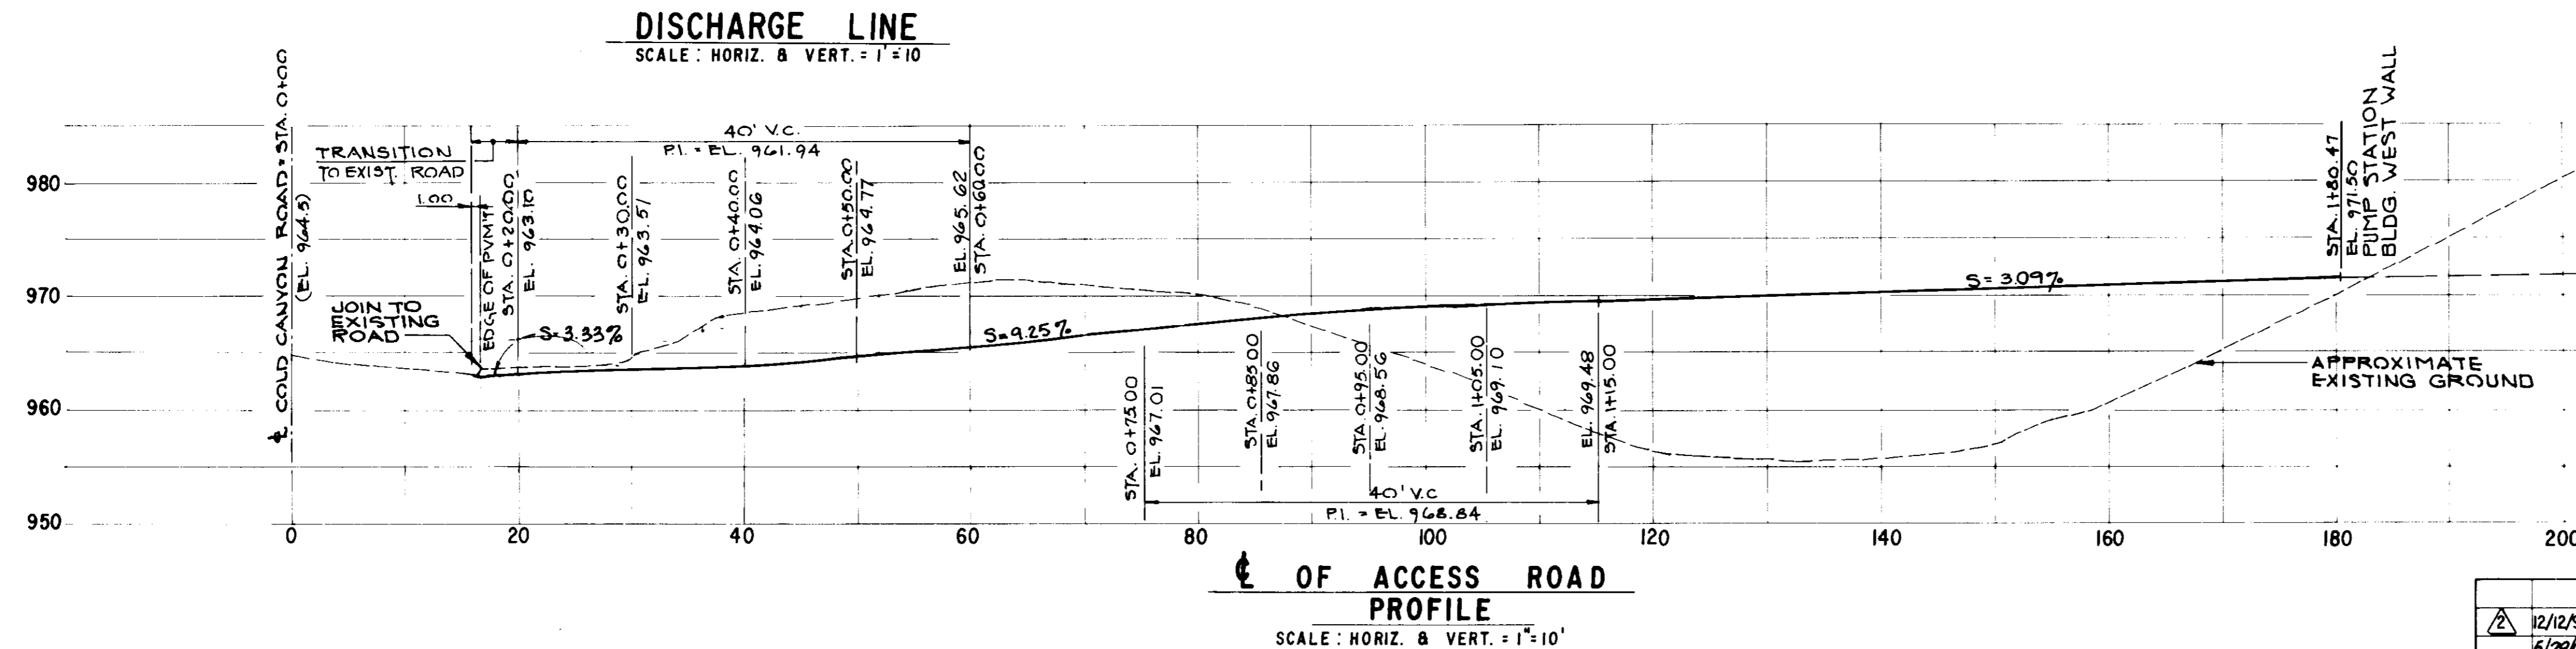 DISCHARGE LINE
SCALE: HORIZ. & VERT. = 1'=10
℄ COLD CANYON ROAD = STA. 0+00
(EL. 964.5)
TRANSITION
TO EXIST. ROAD
1.00
JOIN TO
EXISTING
ROAD
EDGE OF PVM'T
STA. 0+20.00
EL. 963.10
S=3.33%
40' V.C.
P.I. = EL. 961.94
STA. 0+30.00
EL. 963.51
STA. 0+40.00
EL. 964.06
STA. 0+50.00
EL. 964.77
EL. 965.62
STA. 0+60.00
S=9.25%
STA. 0+75.00
EL. 967.01
STA. 0+85.00
EL. 967.86
STA. 0+95.00
EL. 968.56
STA. 1+05.00
EL. 969.10
EL. 969.48
STA. 1+15.00
40' V.C
P.I. = EL. 968.84
S=3.09%
STA. 1+80.47
EL. 971.50
PUMP STATION
BLDG. WEST WALL
APPROXIMATE
EXISTING GROUND
980
970
960
950
0 20 40 60 80 100 120 140 160 180 200
℄ OF ACCESS ROAD
PROFILE
SCALE: HORIZ. & VERT. = 1"=10'
2 12/12/